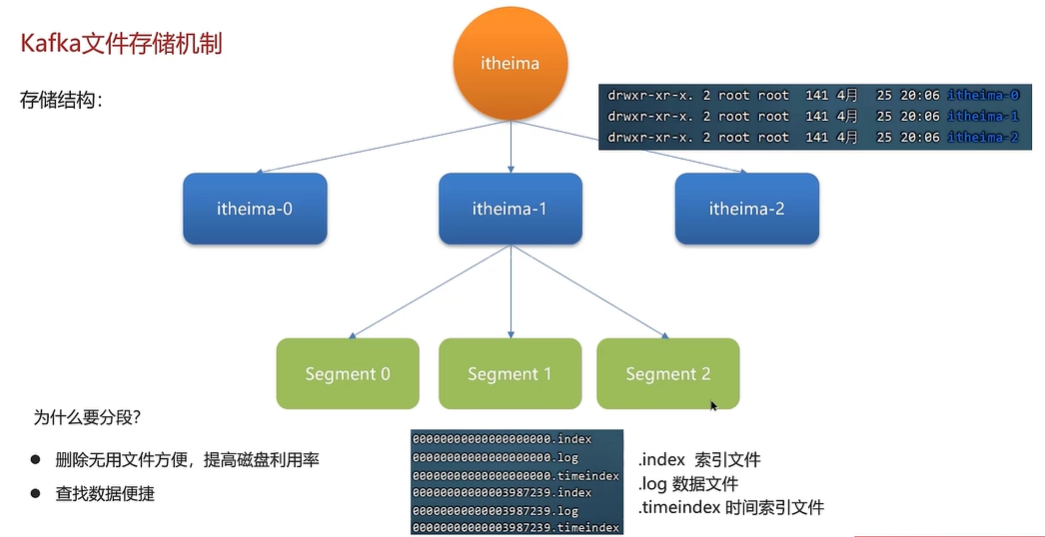 Kafka文件存储机制
itheima
存储结构：
drwxr-xr-x. 2 root root 141 4月 25 20:06 itheima-0
drwxr-xr-x. 2 root root 141 4月 25 20:06 itheima-1
drwxr-xr-x. 2 root root 141 4月 25 20:06 itheima-2
itheima-0
itheima-1
itheima-2
Segment 0
Segment 1
Segment 2
为什么要分段？
删除无用文件方便，提高磁盘利用率
查找数据便捷
00000000000000000000.index
00000000000000000000.log
00000000000000000000.timeindex
00000000000003987239.index
00000000000003987239.log
00000000000003987239.timeindex
.index 索引文件
.log 数据文件
.timeindex 时间索引文件